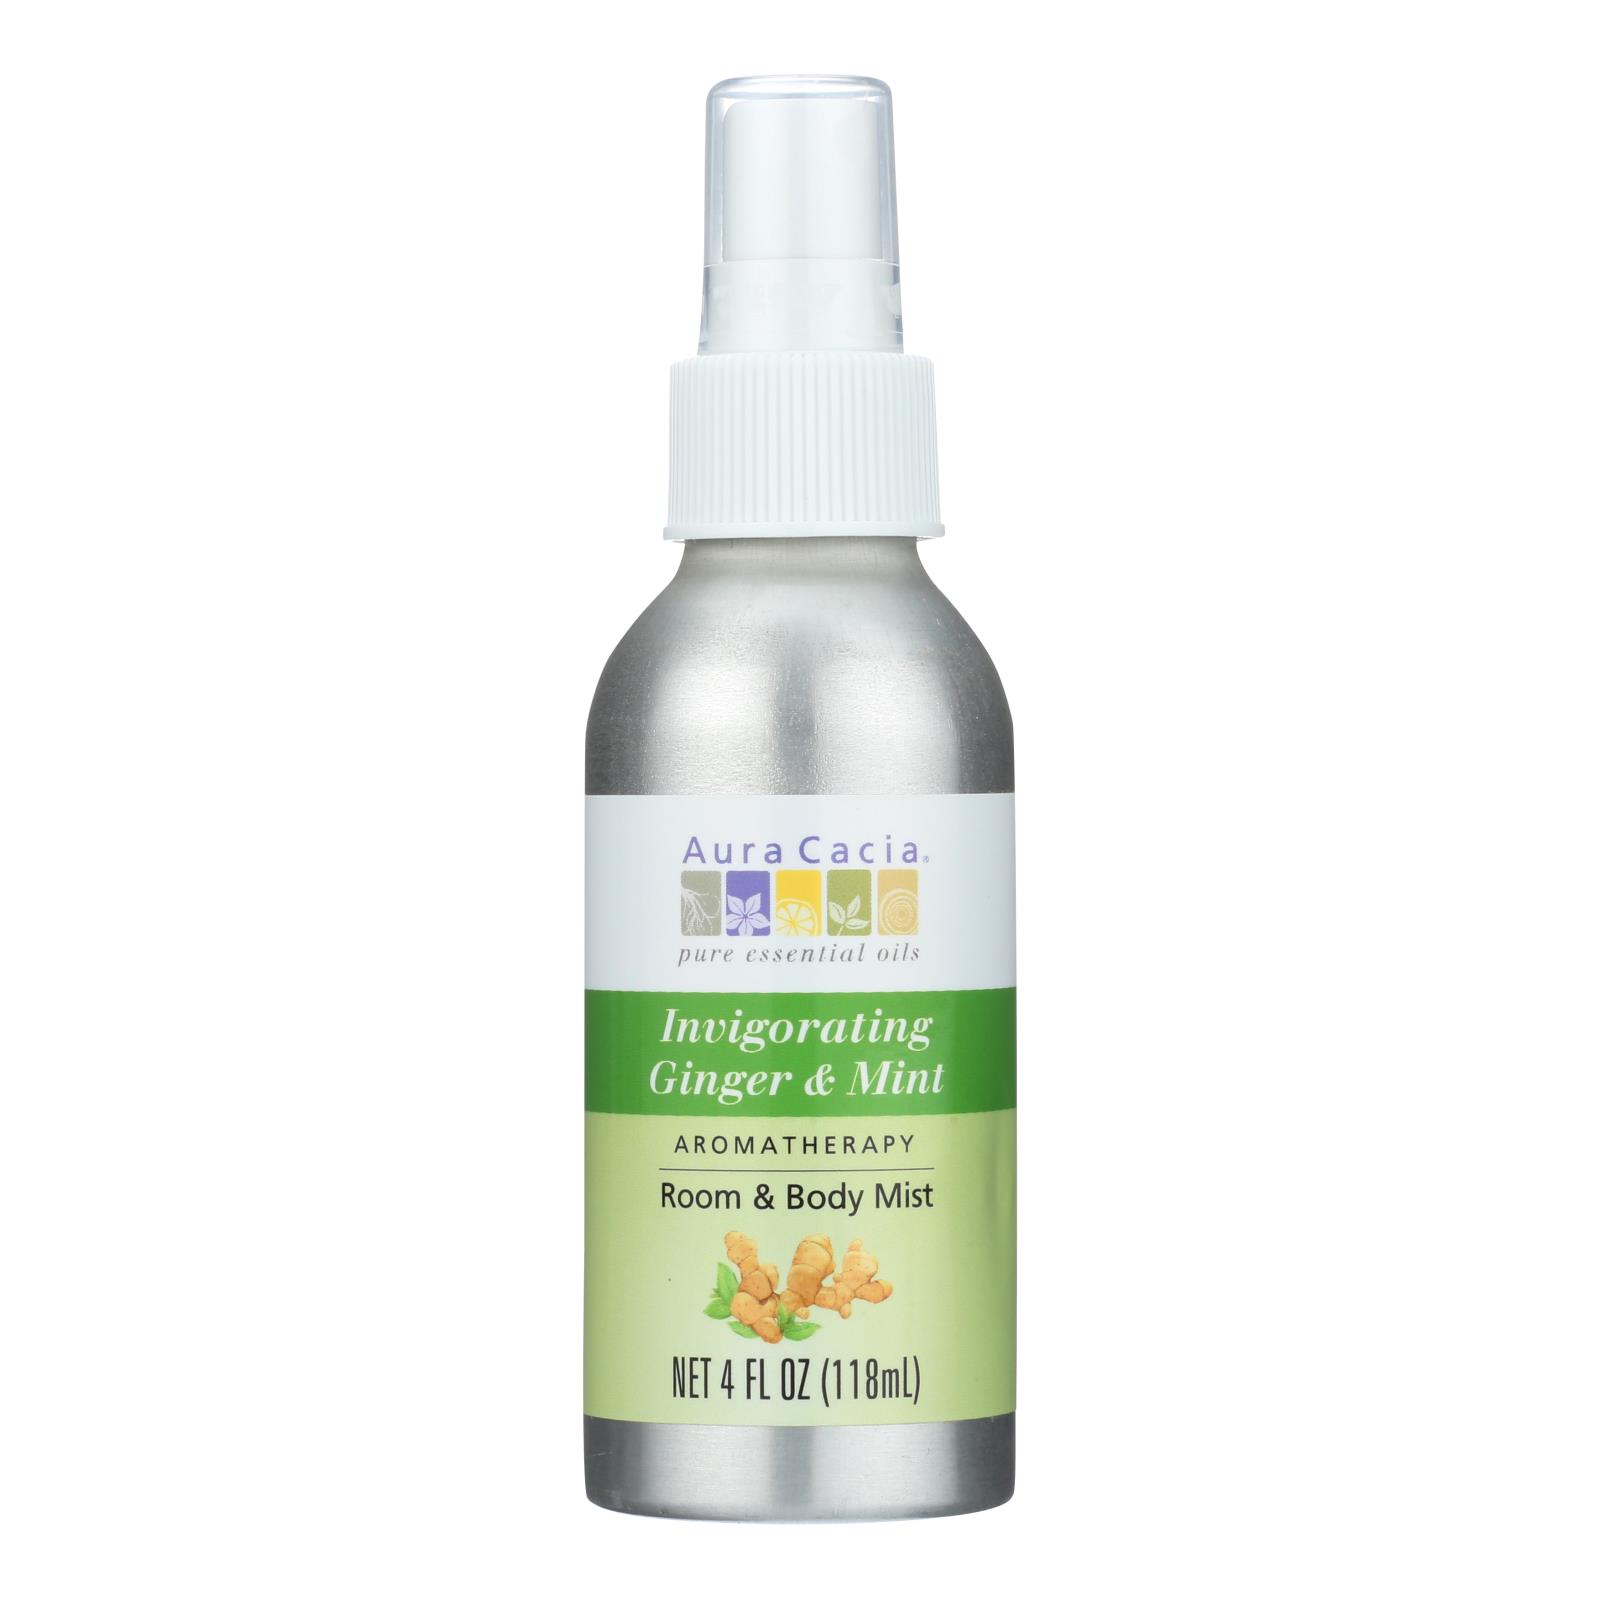 Aura Cacia®
pure essential oils
Invigorating
Ginger & Mint
AROMATHERAPY
Room & Body Mist
NET 4 FL OZ (118mL)